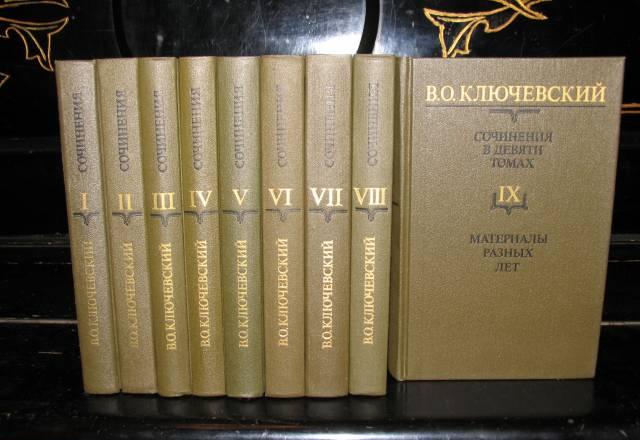 СОЧИНЕНИЯ
I
В.О.КЛЮЧЕВСКИЙ
СОЧИНЕНИЯ
II
В.О.КЛЮЧЕВСКИЙ
СОЧИНЕНИЯ
III
В.О.КЛЮЧЕВСКИЙ
СОЧИНЕНИЯ
IV
В.О.КЛЮЧЕВСКИЙ
СОЧИНЕНИЯ
V
В.О.КЛЮЧЕВСКИЙ
СОЧИНЕНИЯ
VI
В.О.КЛЮЧЕВСКИЙ
СОЧИНЕНИЯ
VII
В.О.КЛЮЧЕВСКИЙ
СОЧИНЕНИЯ
VIII
В.О.КЛЮЧЕВСКИЙ
В.О.КЛЮЧЕВСКИЙ
СОЧИНЕНИЯ
В ДЕВЯТИ
ТОМАХ
IX
МАТЕРИАЛЫ
РАЗНЫХ
ЛЕТ